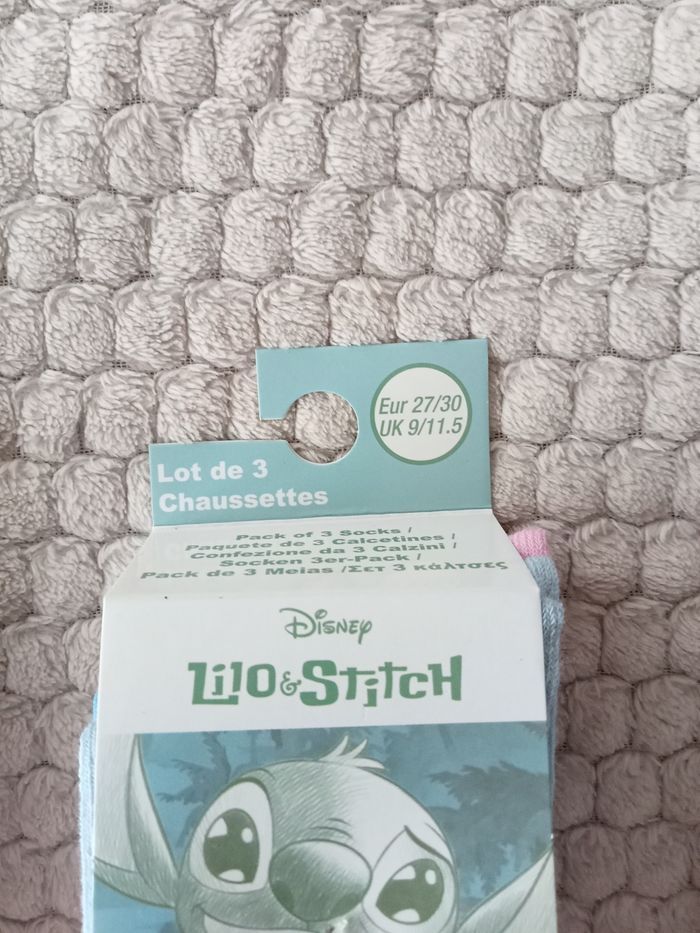 Eur 27/30
UK 9/11.5
Lot de 3
Chaussettes
Pack of 3 Socks /
Paquete de 3 Calcetines /
Confezione da 3 Calzini /
Socken 3er-Pack /
Pack de 3 Meias /Σετ 3 κάλτσες
Disney
Lilo & Stitch